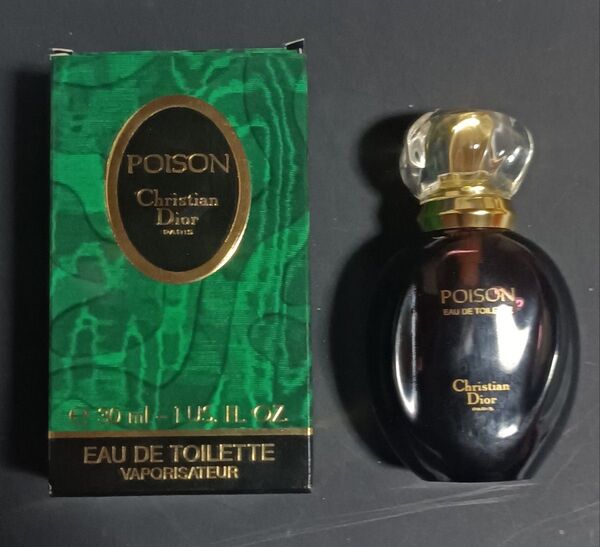 POISON
Christian
Dior
PARIS
℮ 30 ml - 1 US. FL. OZ.
EAU DE TOILETTE
VAPORISATEUR
POISON
EAU DE TOILETTE
Christian
Dior
PARIS